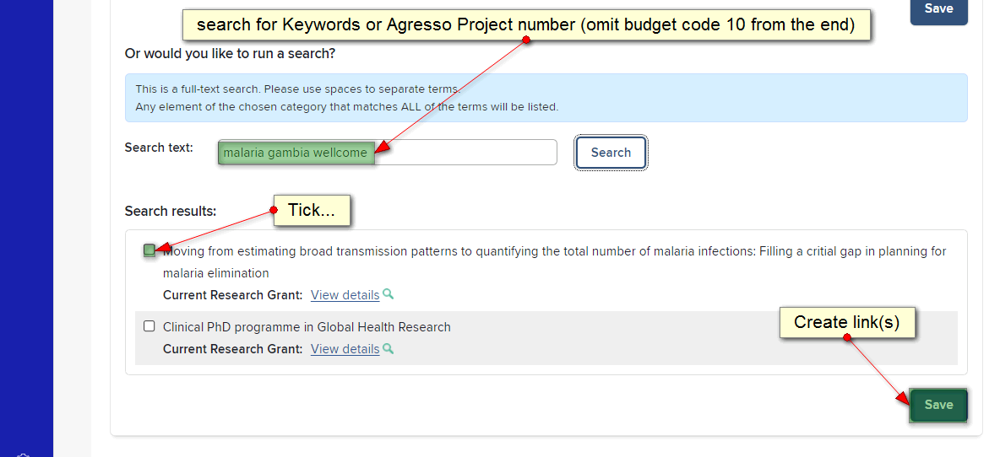 Save
search for Keywords or Agresso Project number (omit budget code 10 from the end)
Or would you like to run a search?
This is a full-text search. Please use spaces to separate terms.
Any element of the chosen category that matches ALL of the terms will be listed.
Search text:
malaria gambia wellcome
Search
Search results:
Tick...
Moving from estimating broad transmission patterns to quantifying the total number of malaria infections: Filling a critial gap in planning for
malaria elimination
Current Research Grant: View details
Clinical PhD programme in Global Health Research
Current Research Grant: View details
Create link(s)
Save